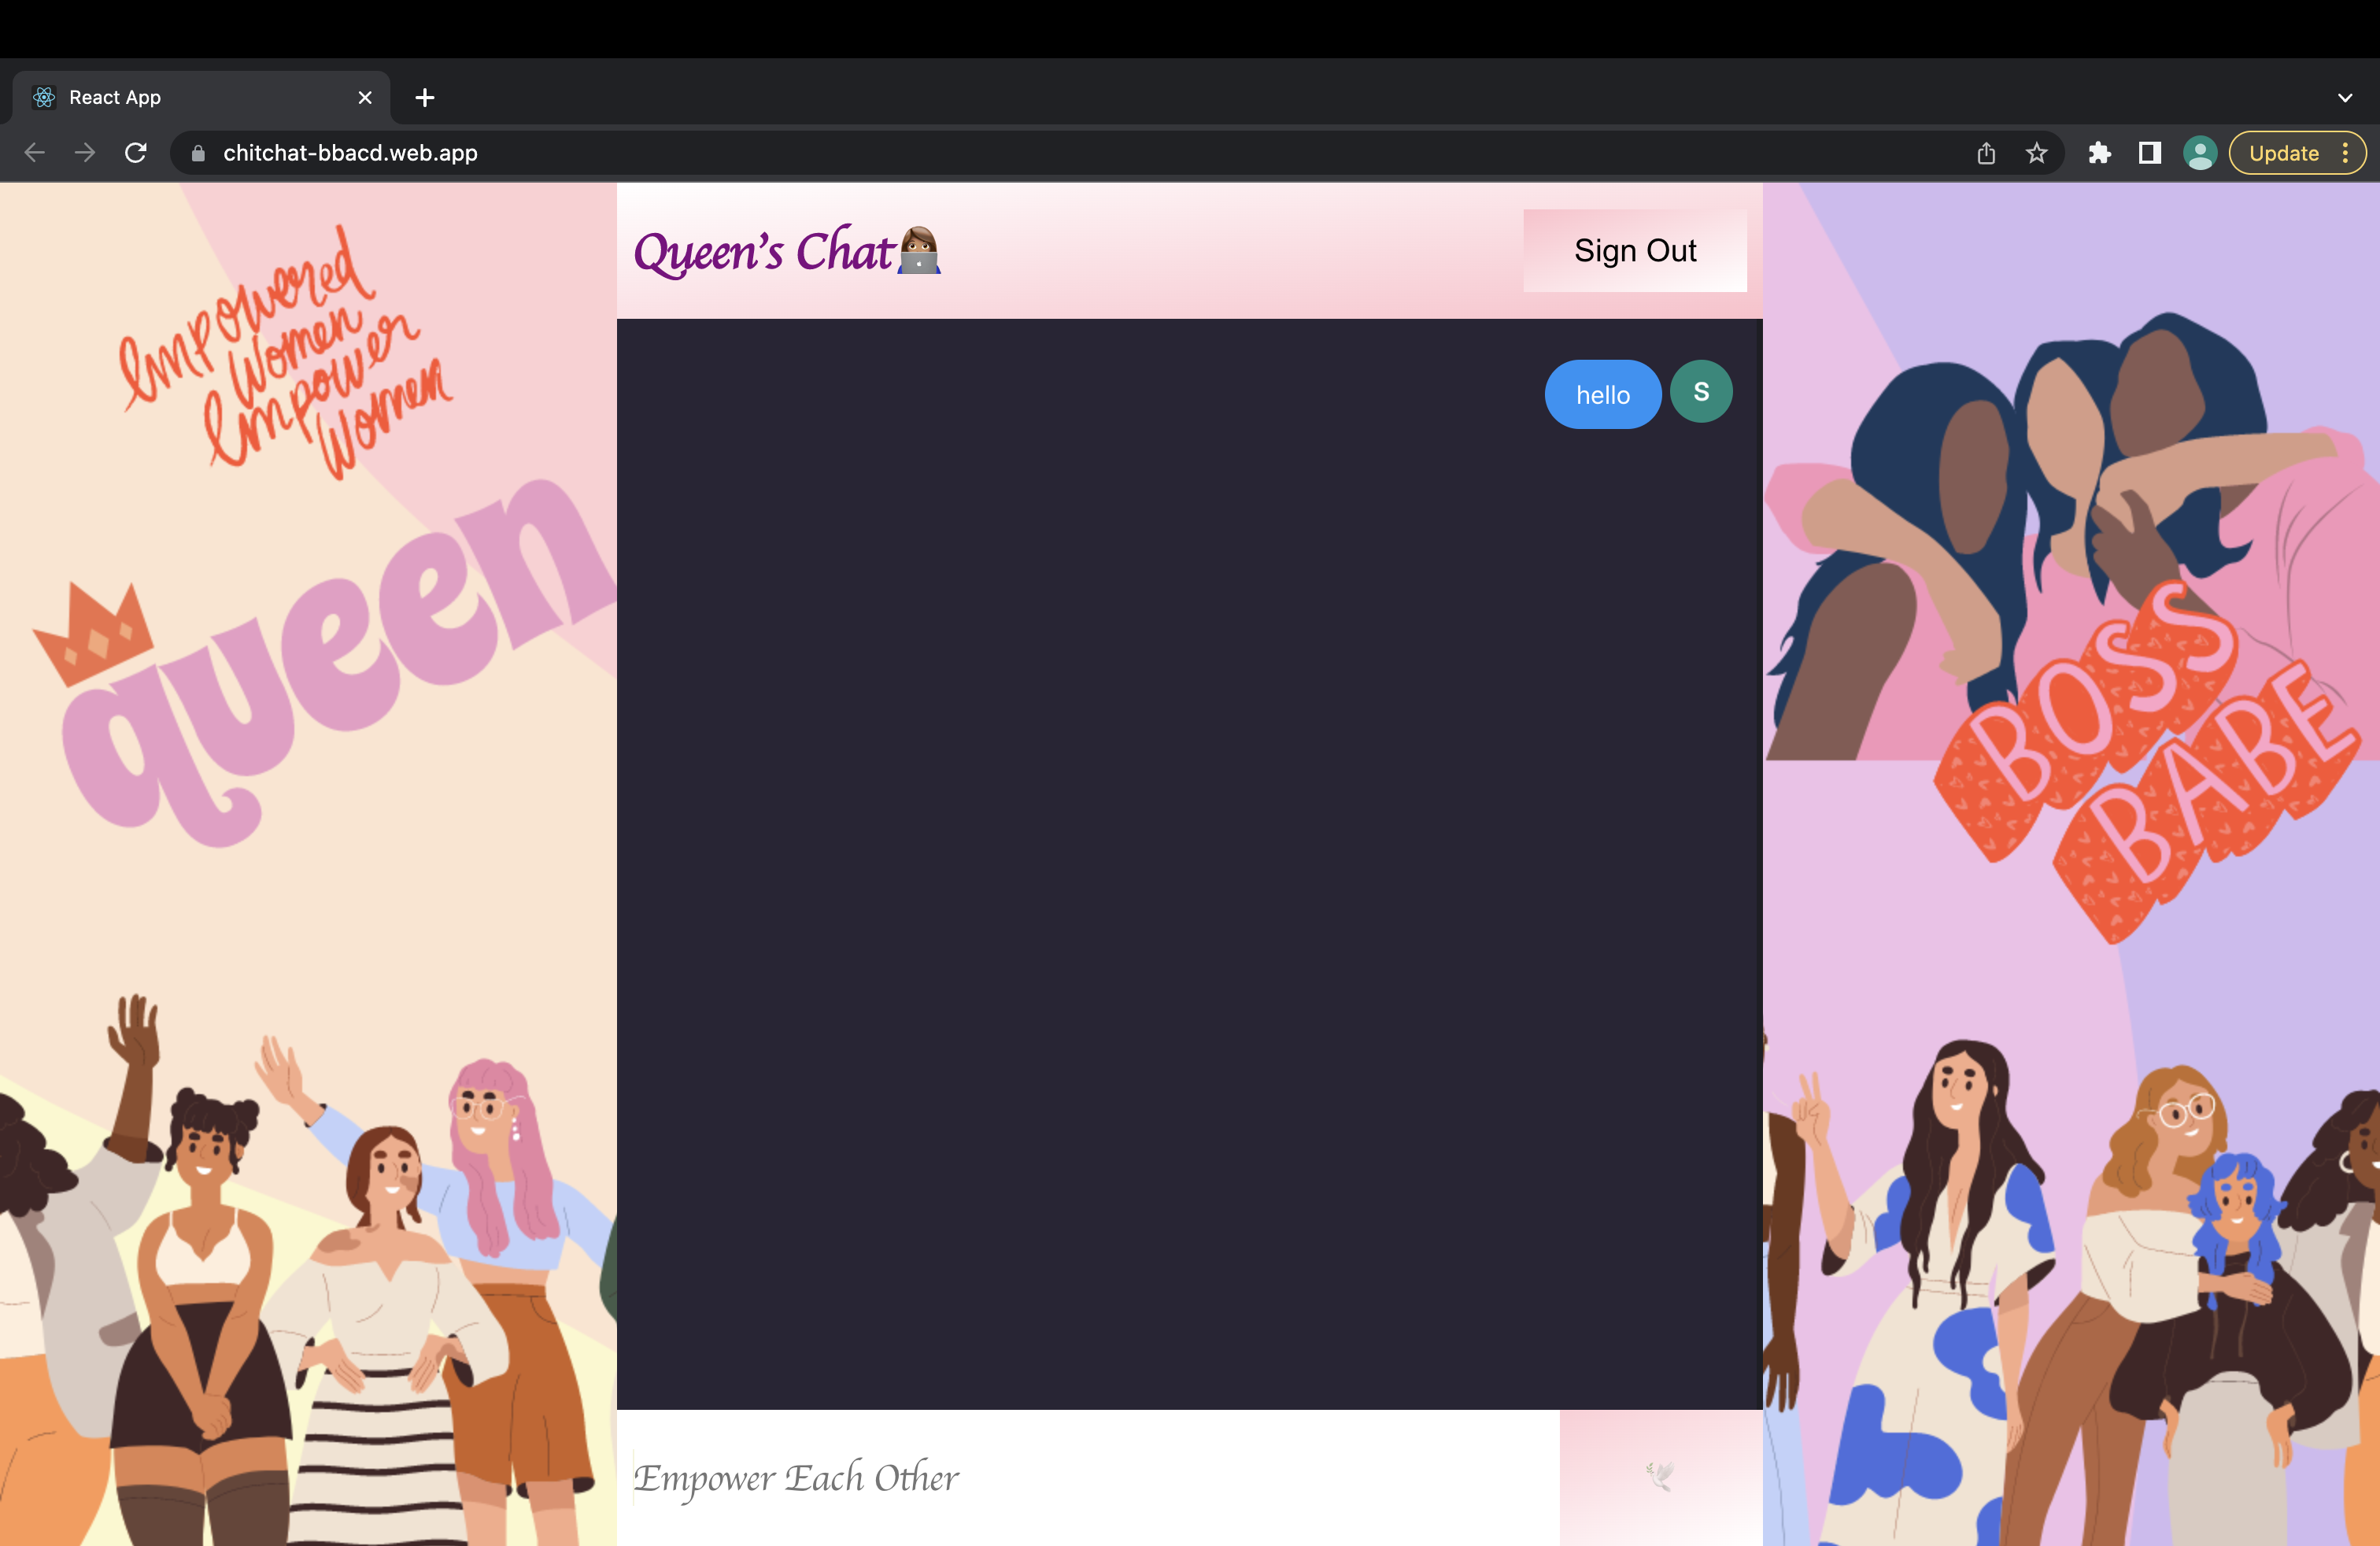 React App
chitchat-bbacd.web.app
Update
Empowered
Women
Empower
Women
queen
Queen's Chat
Sign Out
hello
S
BOSS
BABE
Empower Each Other